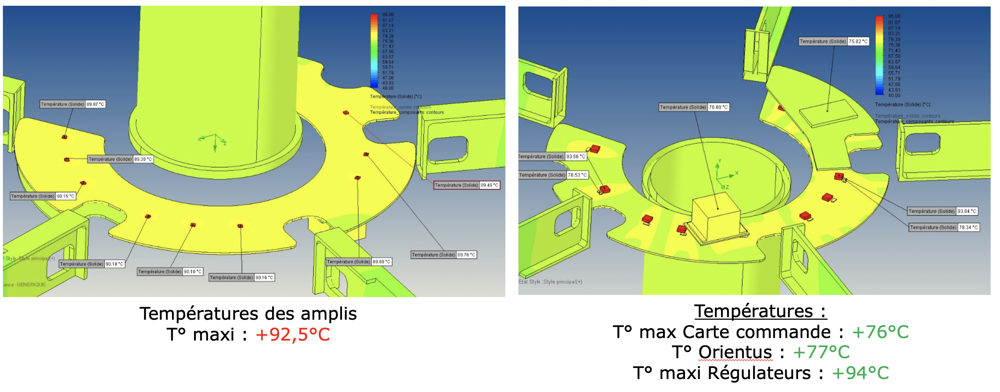 95.00
91.07
87.14
83.21
79.29
75.36
71.43
67.50
63.57
59.64
55.71
51.79
47.86
43.93
40.00
Température (Solide) [°C]
Température_solide: contours
Température_composants: contours
Température (Solide) 89.97 °C
Température (Solide) 89.38 °C
X
Z
Température (Solide) 89.49 °C
Température (Solide) 90.15 °C
Température (Solide) 89.76 °C
t Style :Style principal(+)
Température (Solide) 90.18 °C
Température (Solide) 89.80 °C
Température (Solide) 90.10 °C
Température (Solide) 90.16 °C
ance :GENERIQUE
Températures des amplis
T° maxi : +92,5°C
95.00
91.07
87.14
83.21
79.29
75.36
71.43
67.50
63.57
59.64
55.71
51.79
47.86
43.93
40.00
Température (Solide) [°C]
Température_solide: contours
Température_composants: contours
Température (Solide) 75.82 °C
Température (Solide) 76.80 °C
Température (Solide) 93.56 °C
Température (Solide) 78.53 °C
Y
X
Z
Température (Solide) 93.84 °C
Température (Solide) 78.34 °C
Etat Style :Style principal(+)
Températures :
T° max Carte commande : +76°C
T° Orientus : +77°C
T° maxi Régulateurs : +94°C